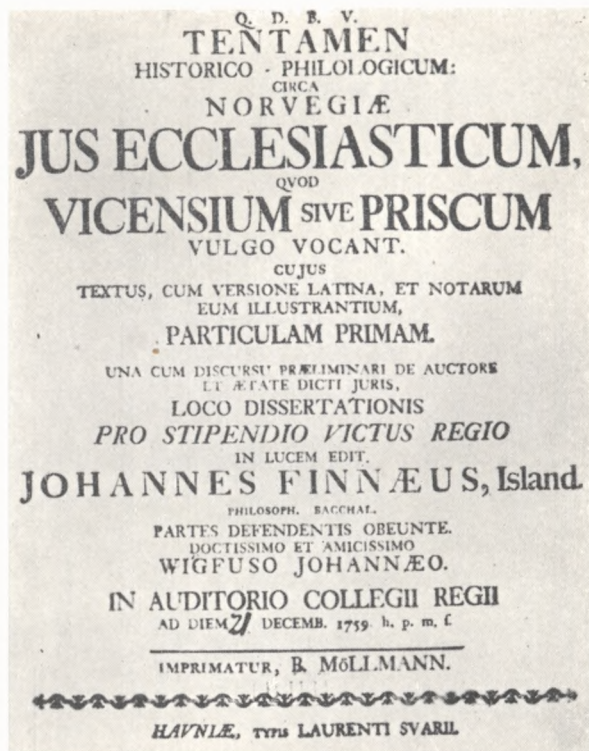 Q. D. B. V.
TENTAMEN
HISTORICO - PHILOLOGICUM:
CIRCA
NORVEGIÆ
JUS ECCLESIASTICUM,
QVOD
VICENSIUM SIVE PRISCUM
VULGO VOCANT.
CUJUS
TEXTUS, CUM VERSIONE LATINA, ET NOTARUM
EUM ILLUSTRANTIUM,
PARTICULAM PRIMAM.
UNA CUM DISCURSU PRÆLIMINARI DE AUCTORE
ET ÆTATE DICTI JURIS,
LOCO DISSERTATIONIS
PRO STIPENDIO VICTUS REGIO
IN LUCEM EDIT.
JOHANNES FINNÆUS, Island.
PHILOSOPH. BACCHAL.
PARTES DEFENDENTIS OBEUNTE.
DOCTISSIMO ET AMICISSIMO
WIGFUSO JOHANNÆO.
IN AUDITORIO COLLEGII REGII
AD DIEM DECEMB. 1759. h. p. m. f.
IMPRIMATUR, B. MöLLMANN.
HAVNIÆ, TYPIS LAURENTI SVARII.